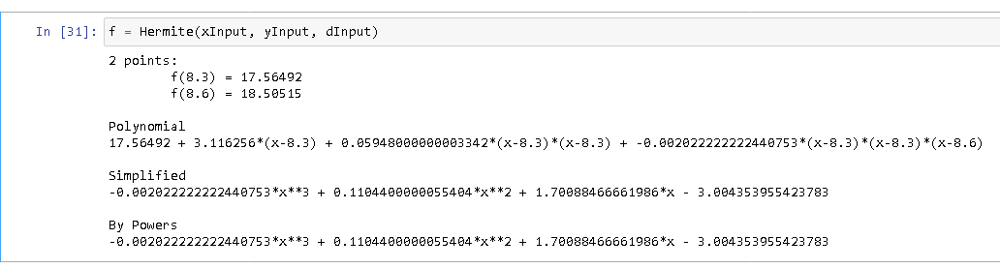 In [31]: f = Hermite(xInput, yInput, dInput)
2 points:
f(8.3) = 17.56492
f(8.6) = 18.50515
Polynomial
17.56492 + 3.116256*(x-8.3) + 0.05948000000003342*(x-8.3)*(x-8.3) + -0.002022222222440753*(x-8.3)*(x-8.3)*(x-8.6)
Simplified
-0.002022222222440753*x**3 + 0.1104400000055404*x**2 + 1.70088466661986*x - 3.004353955423783
By Powers
-0.002022222222440753*x**3 + 0.1104400000055404*x**2 + 1.70088466661986*x - 3.004353955423783